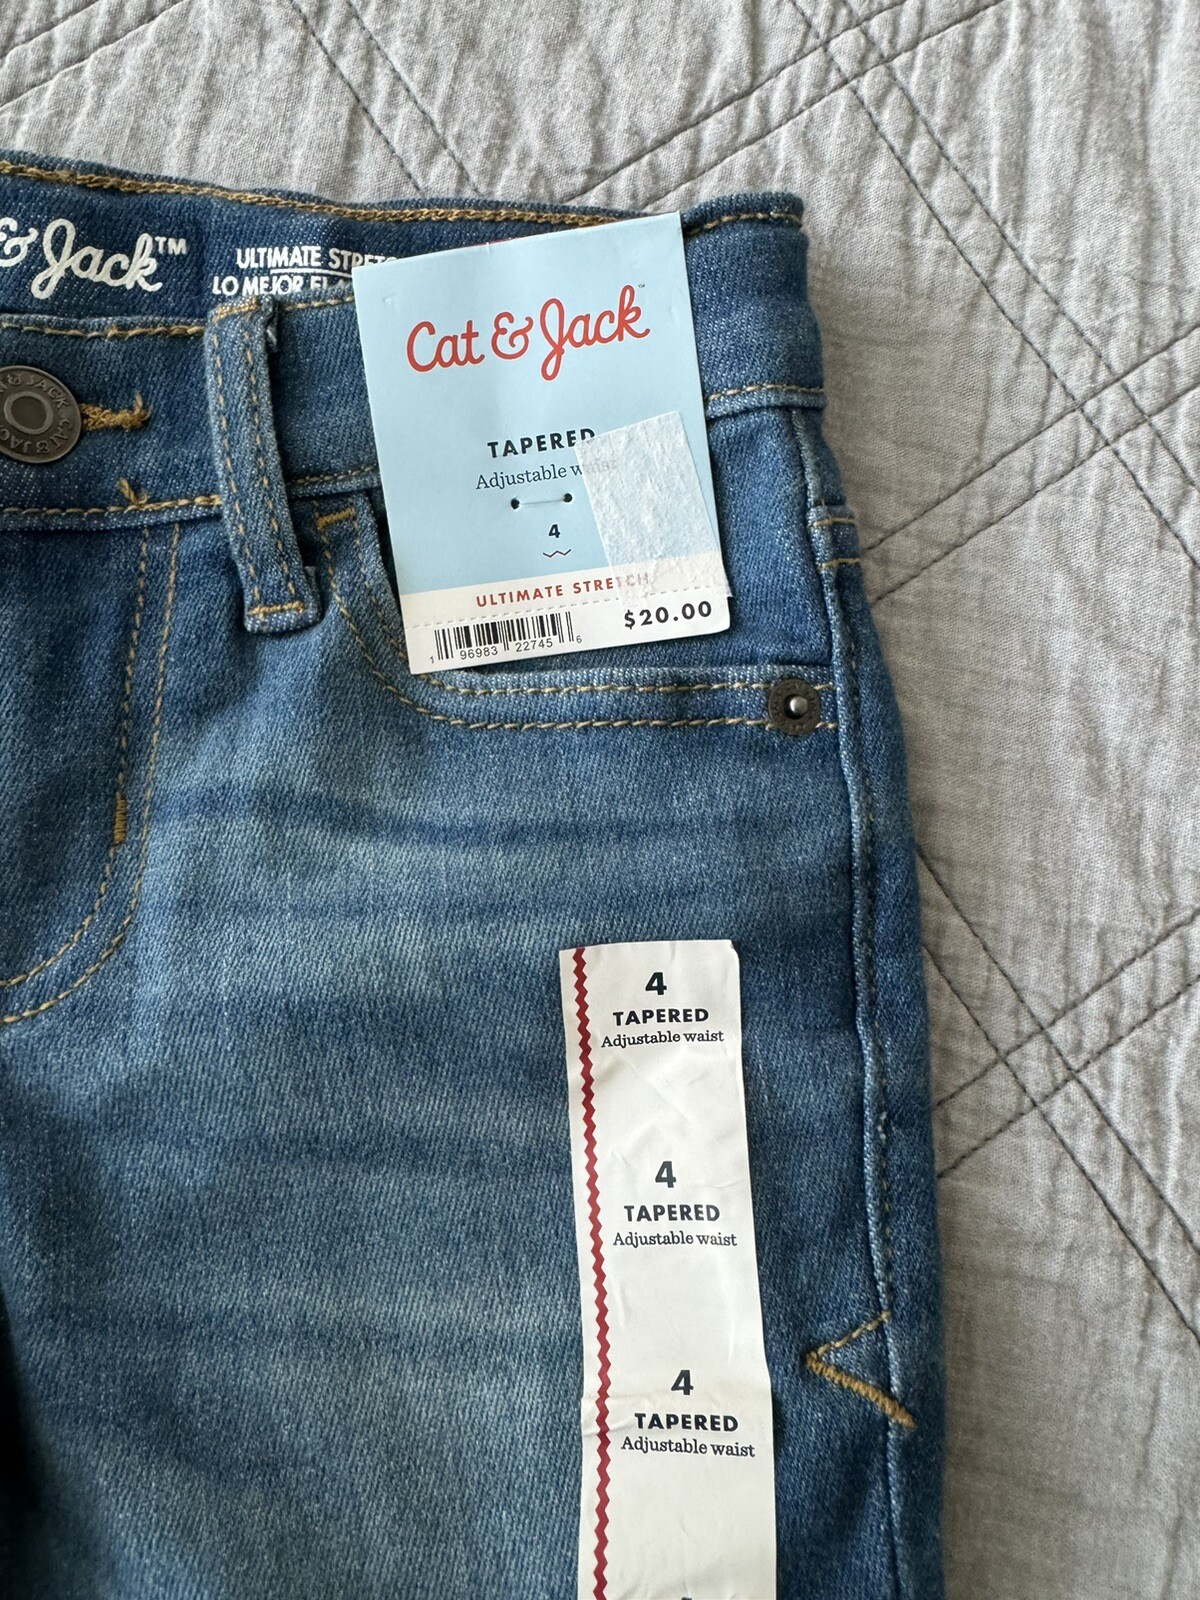 & Jack™
ULTIMATE STRETC
LO MEJOR EL
Cat & Jack™
TAPERED
Adjustable waist
4
ULTIMATE STRETCH
$20.00
1 96983 22745 6
4
TAPERED
Adjustable waist
4
TAPERED
Adjustable waist
4
TAPERED
Adjustable waist